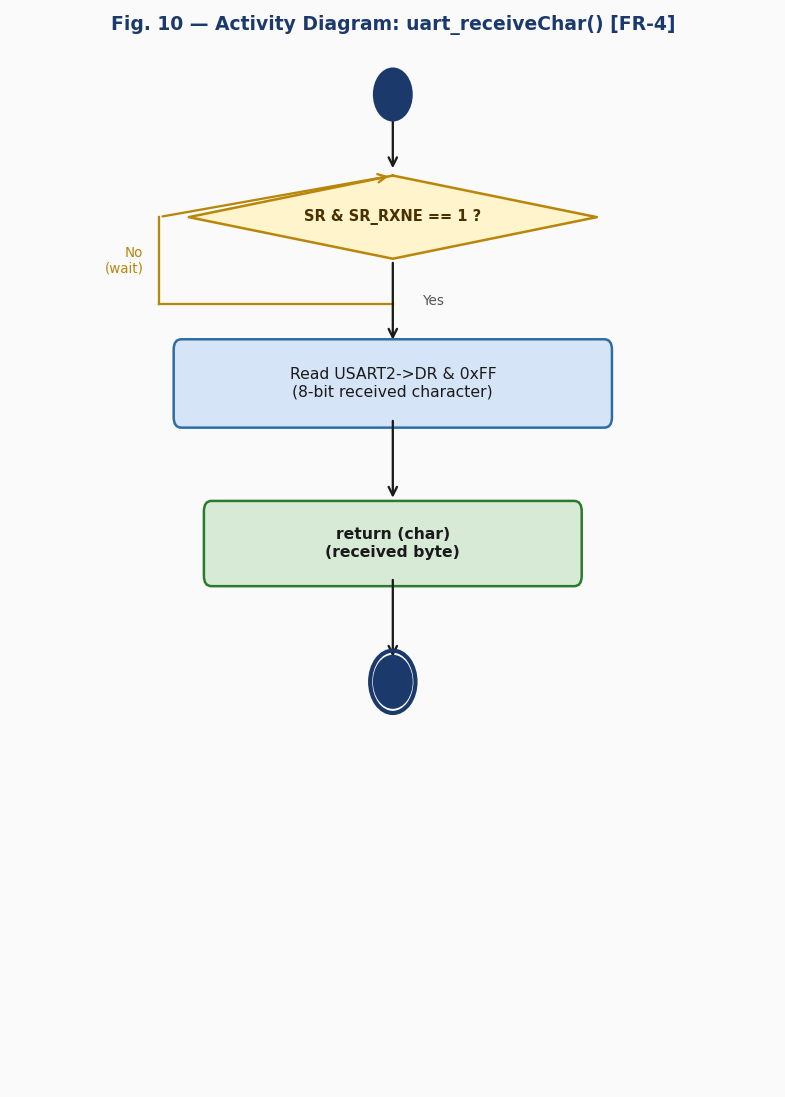 Fig. 10 — Activity Diagram: uart_receiveChar() [FR-4]
SR & SR_RXNE == 1 ?
No
(wait)
Yes
Read USART2->DR & 0xFF
(8-bit received character)
return (char)
(received byte)